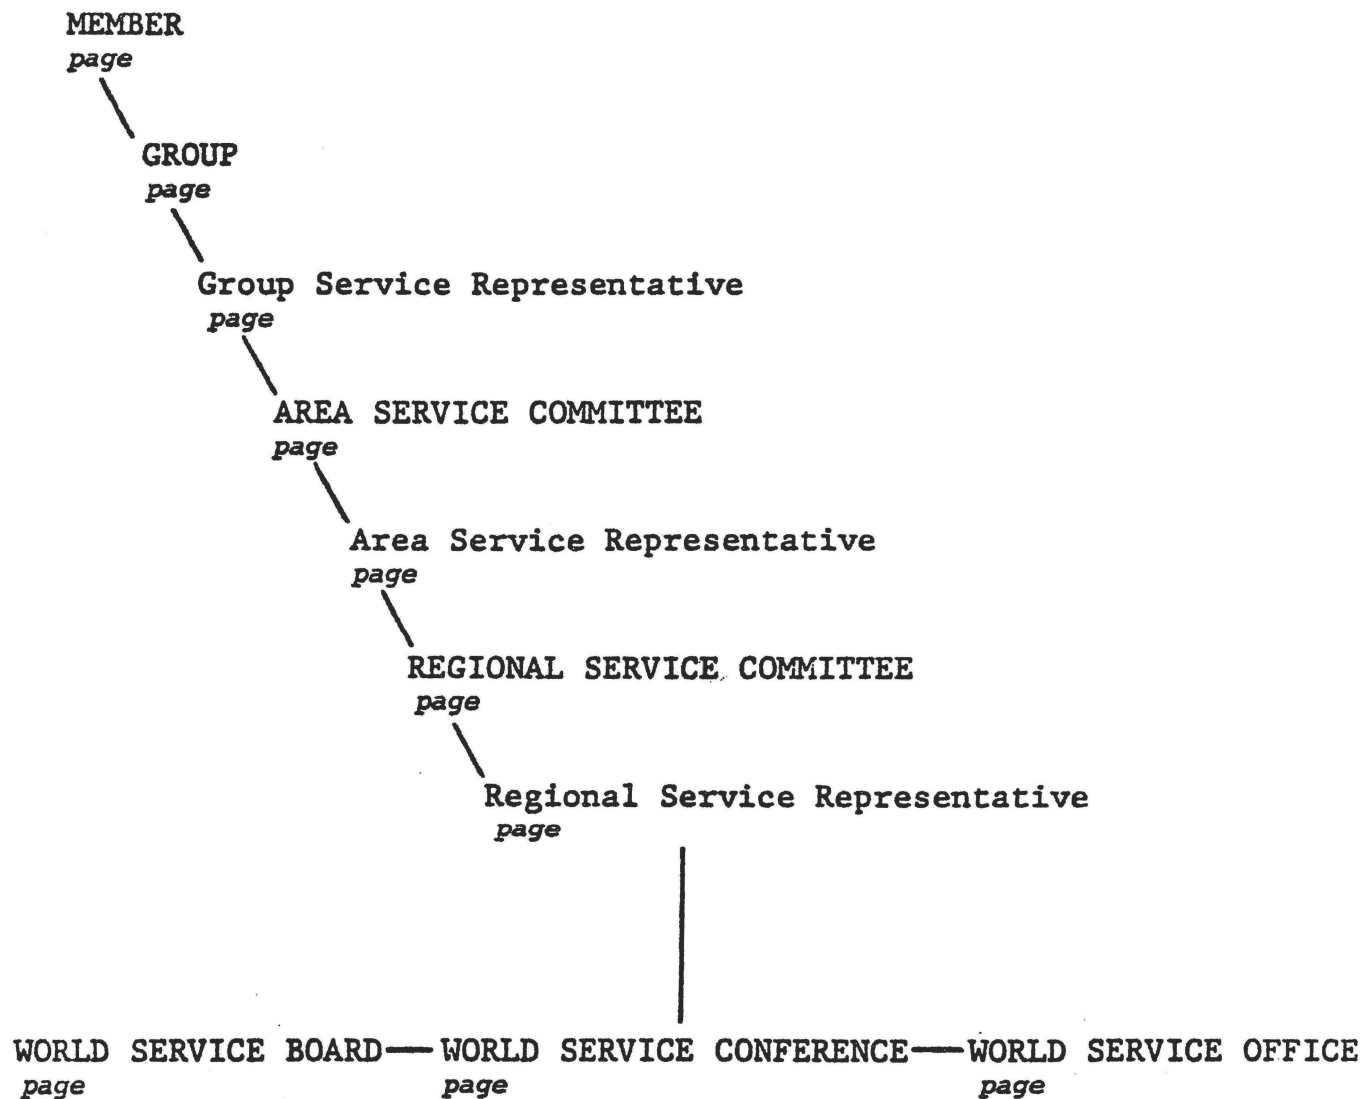 MEMBER
page
GROUP
page
Group Service Representative
page
AREA SERVICE COMMITTEE
page
Area Service Representative
page
REGIONAL SERVICE COMMITTEE
page
Regional Service Representative
page
WORLD SERVICE BOARD—WORLD SERVICE CONFERENCE—WORLD SERVICE OFFICE
page page page